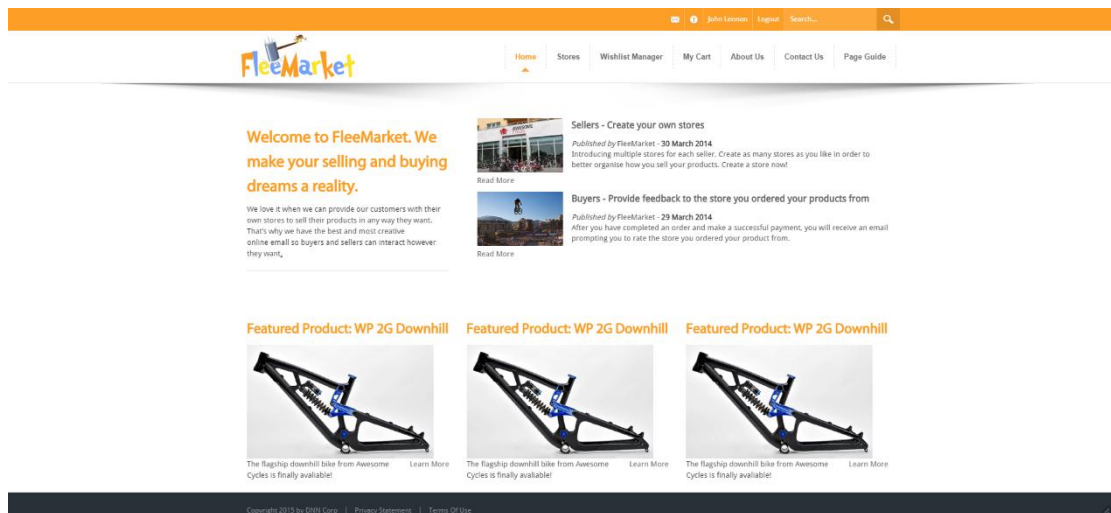 John Lennon Logout Search...
FleeMarket
Home Stores Wishlist Manager My Cart About Us Contact Us Page Guide
Welcome to FleeMarket. We
make your selling and buying
dreams a reality.
We love it when we can provide our customers with their
own stores to sell their products in any way they want.
That's why we have the best and most creative
online email so buyers and sellers can interact however
they want.
Sellers - Create your own stores
Published by FleeMarket - 30 March 2014
Introducing multiple stores for each seller. Create as many stores as you like in order to
better organise how you sell your products. Create a store now!
Read More
Buyers - Provide feedback to the store you ordered your products from
Published by FleeMarket - 29 March 2014
After you have completed an order and make a successful payment, you will receive an email
prompting you to rate the store you ordered your product from.
Read More
Featured Product: WP 2G Downhill
The flagship downhill bike from Awesome Learn More
Cycles is finally avaliable!
Featured Product: WP 2G Downhill
The flagship downhill bike from Awesome Learn More
Cycles is finally avaliable!
Featured Product: WP 2G Downhill
The flagship downhill bike from Awesome Learn More
Cycles is finally avaliable!
Copyright 2015 by DNN Corp | Privacy Statement | Terms Of Use